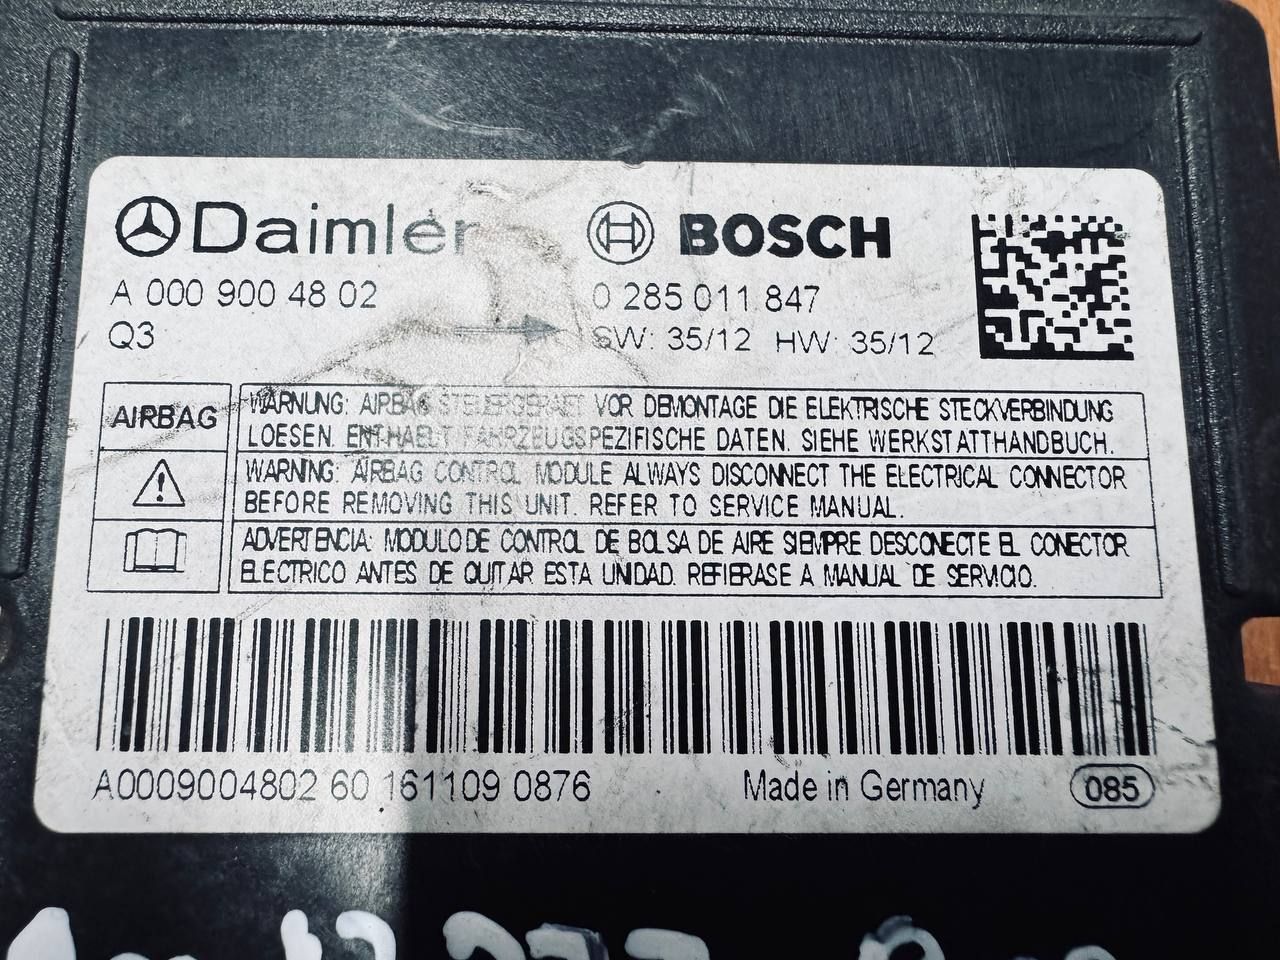 Daimler
BOSCH
A 000 900 48 02
0 285 011 847
Q3
SW: 35/12 HW: 35/12
AIRBAG
WARNUNG: AIRBAG STEUERGERAET VOR DEMONTAGE DIE ELEKTRISCHE STECKVERBINDUNG
LOESEN. ENTHAELT FAHRZEUGSPEZIFISCHE DATEN. SIEHE WERKSTATTHANDBUCH.
WARNING: AIRBAG CONTROL MODULE ALWAYS DISCONNECT THE ELECTRICAL CONNECTOR
BEFORE REMOVING THIS UNIT. REFER TO SERVICE MANUAL.
ADVERTENCIA: MODULO DE CONTROL DE BOLSA DE AIRE SIEMPRE DESCONECTE EL CONECTOR
ELECTRICO ANTES DE QUITAR ESTA UNIDAD. REFIERASE A MANUAL DE SERVICIO.
A0009004802 60 161109 0876
Made in Germany
085